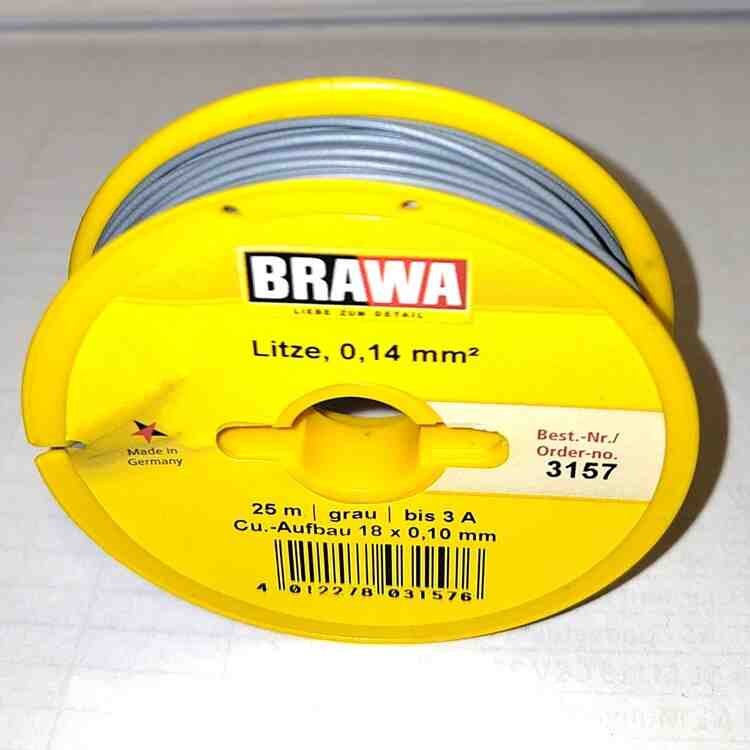 BRAWA
LIEBE ZUM DETAIL
Litze, 0,14 mm²
Made in
Germany
Best.-Nr./
Order-no.
3157
25 m | grau | bis 3 A
Cu.-Aufbau 18 x 0,10 mm
4 012278 031576